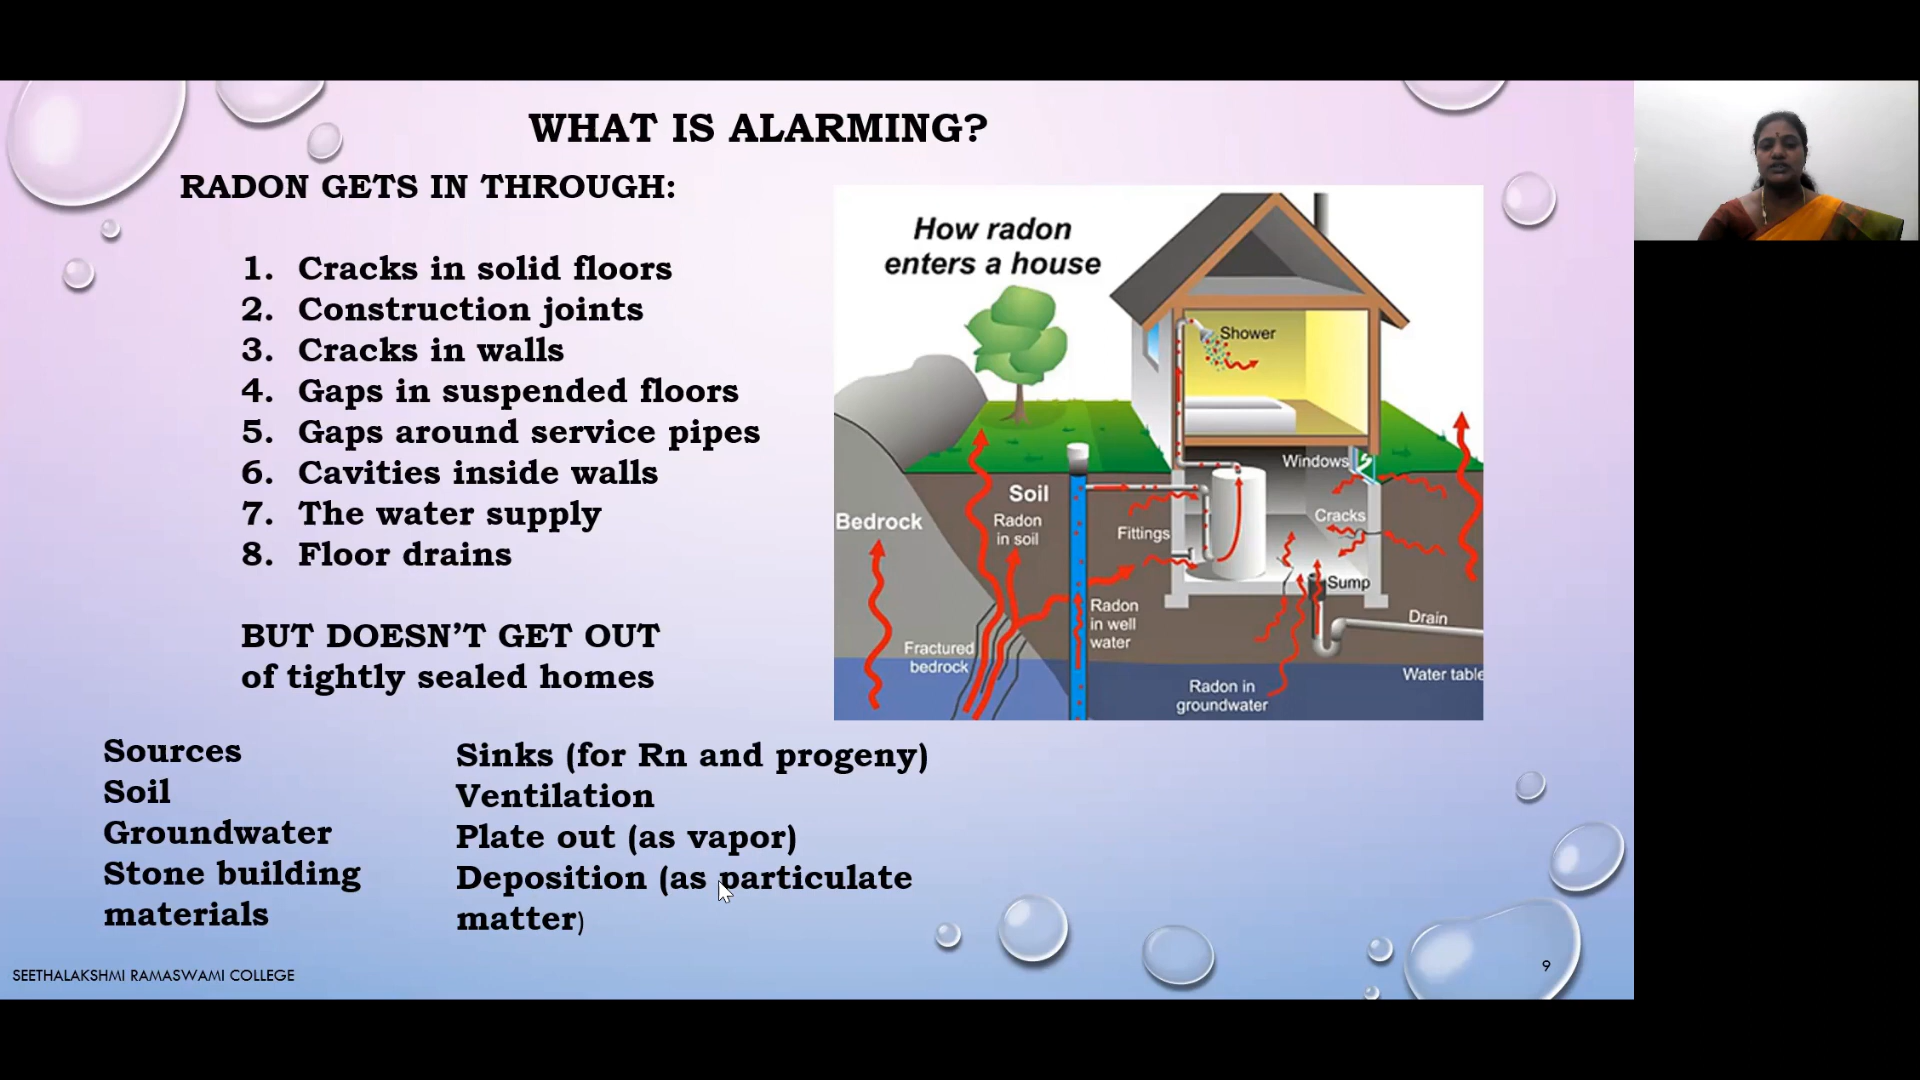 WHAT IS ALARMING?
RADON GETS IN THROUGH:
1. Cracks in solid floors
2. Construction joints
3. Cracks in walls
4. Gaps in suspended floors
5. Gaps around service pipes
6. Cavities inside walls
7. The water supply
8. Floor drains
BUT DOESN’T GET OUT
of tightly sealed homes
How radon
enters a house
Shower
Windows
Soil
Bedrock
Radon
in soil
Fittings
Cracks
Sump
Radon
in well
water
Drain
Fractured
bedrock
Water table
Radon in
groundwater
Sources
Soil
Groundwater
Stone building
materials
Sinks (for Rn and progeny)
Ventilation
Plate out (as vapor)
Deposition (as particulate
matter)
SEETHALAKSHMI RAMASWAMI COLLEGE
9